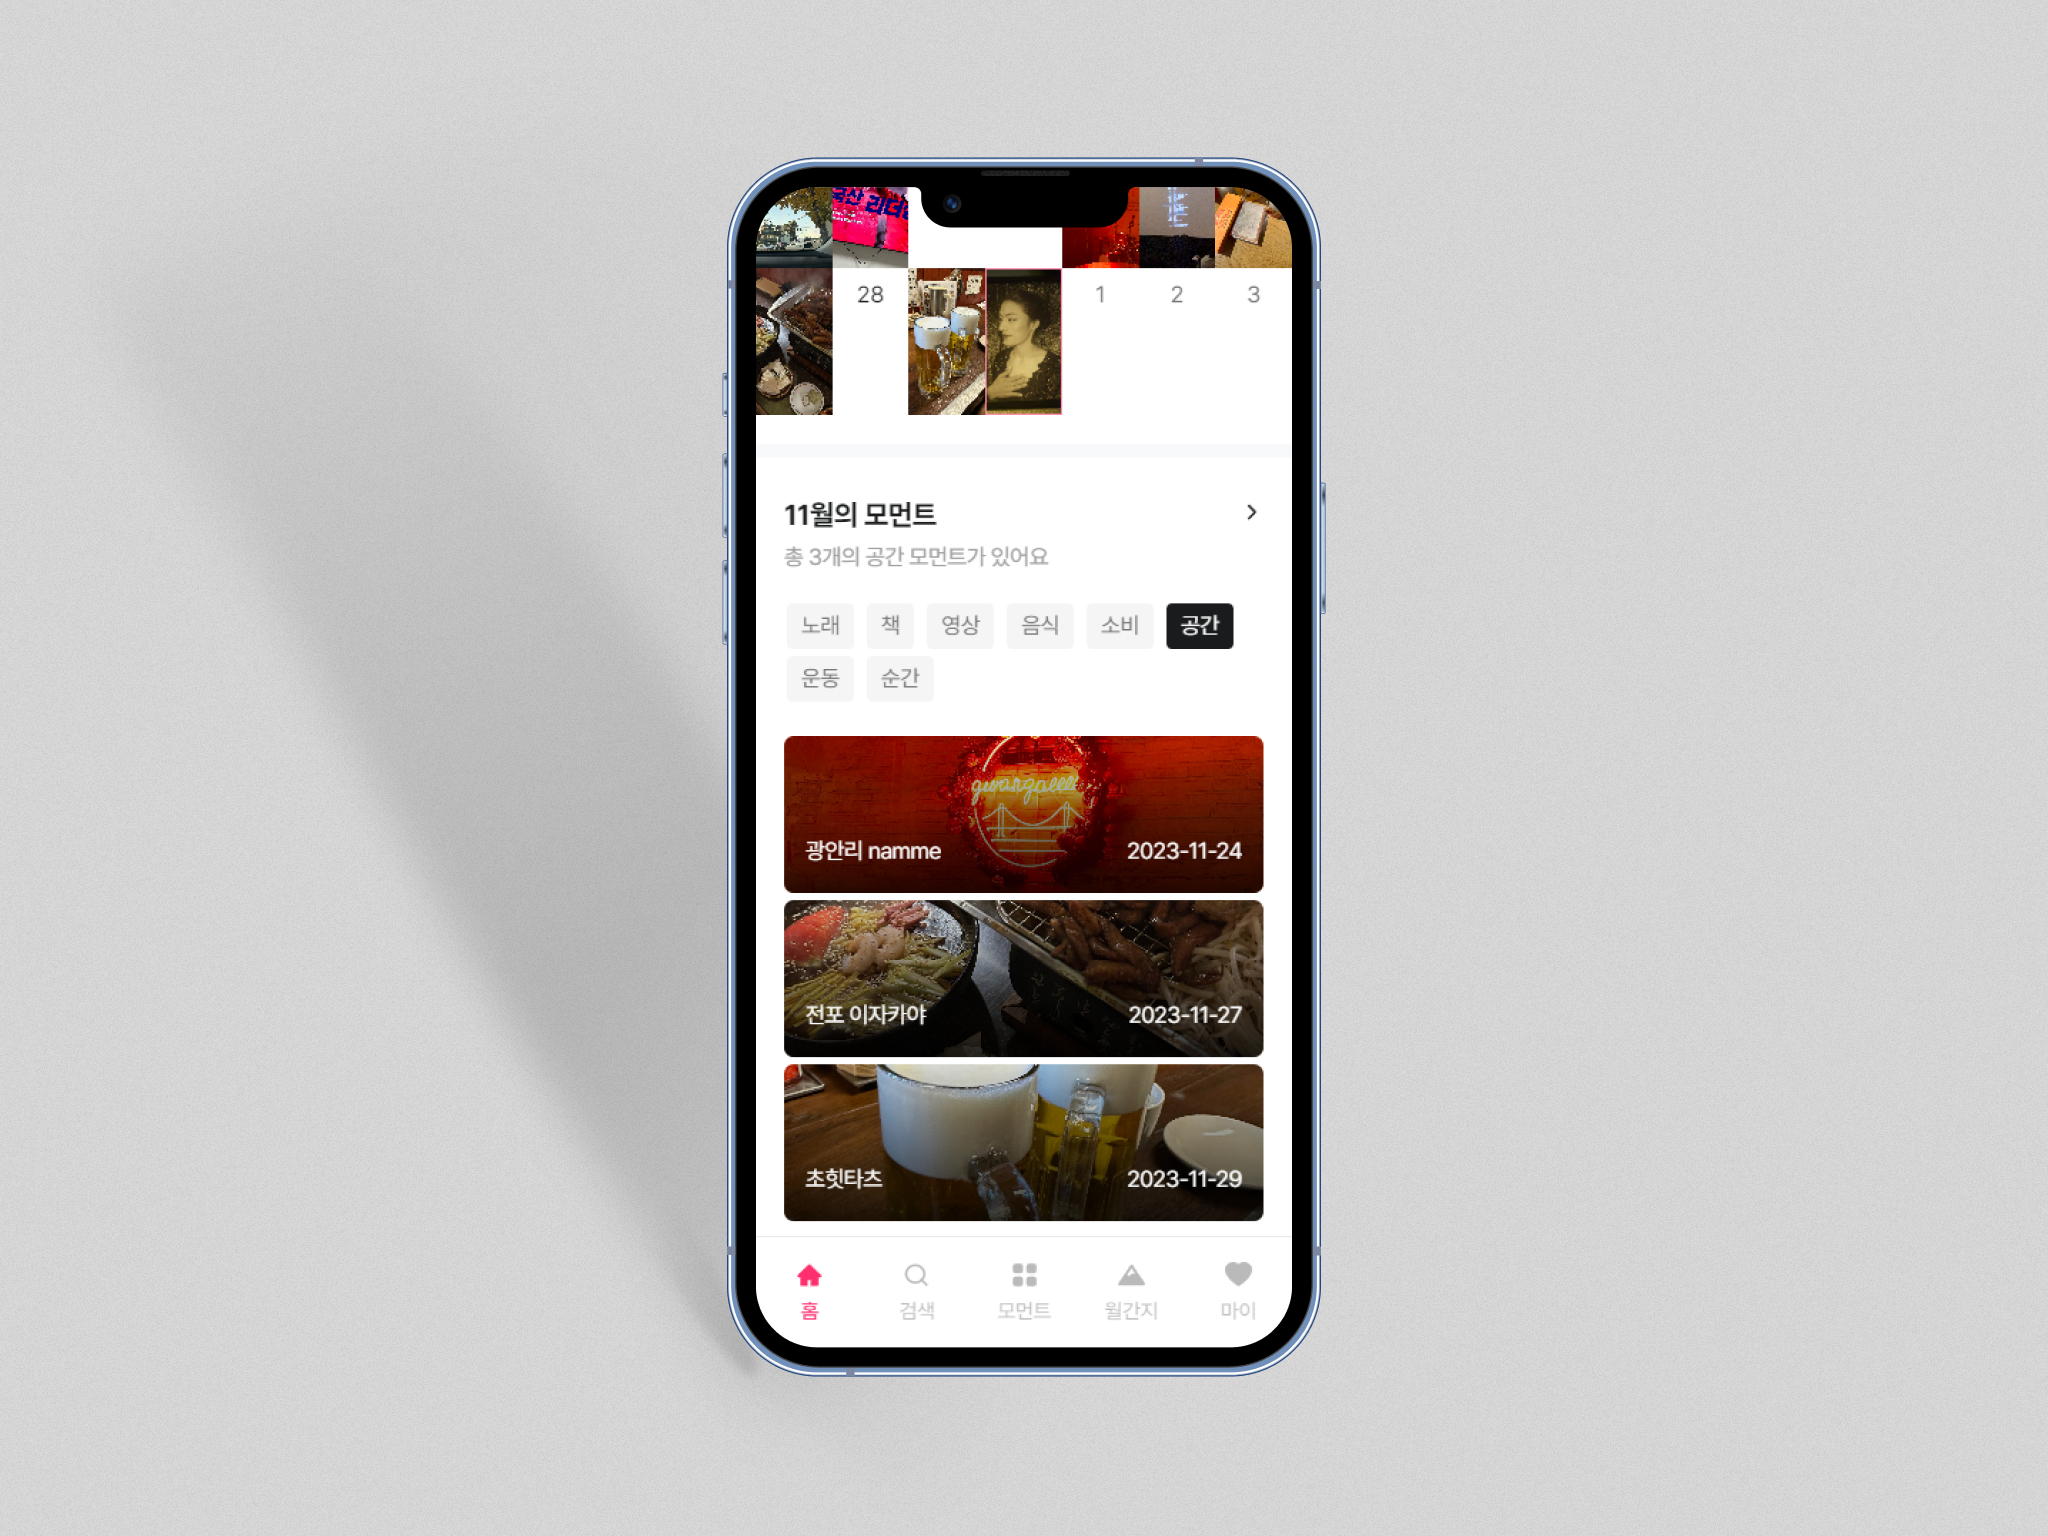 28
1
2
3
11월의 모먼트
총 3개의 공간 모먼트가 있어요
노래 책 영상 음식 소비 공간
운동 순간
광안리 namme 2023-11-24
전포 이자카야 2023-11-27
초힛타츠 2023-11-29
홈 검색 모먼트 월간지 마이